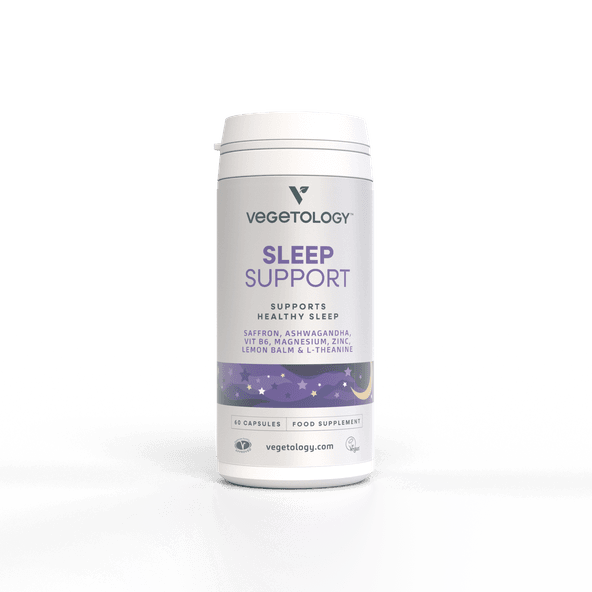 VEGETOLOGY™
SLEEP
SUPPORT
SUPPORTS
HEALTHY SLEEP
SAFFRON, ASHWAGANDHA,
VIT B6, MAGNESIUM, ZINC,
LEMON BALM & L-THEANINE
60 CAPSULES | FOOD SUPPLEMENT
vegetology.com